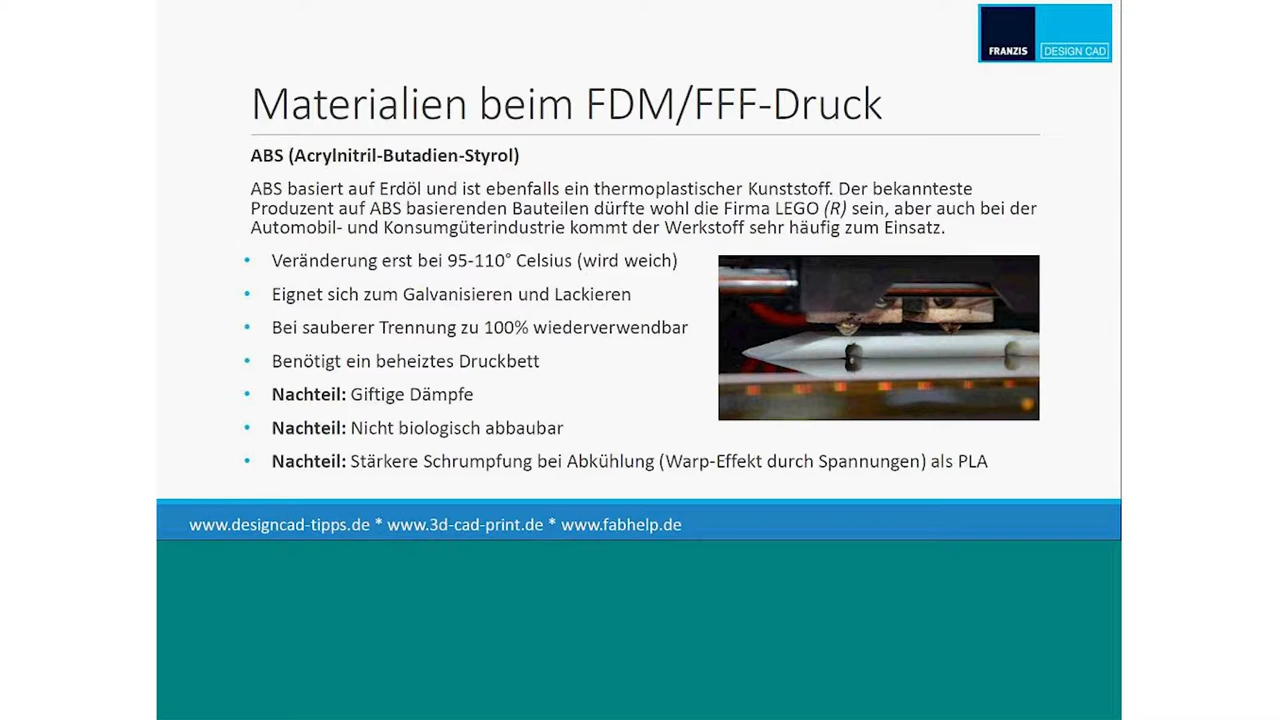 FRANZIS
DESIGN CAD
Materialien beim FDM/FFF-Druck
ABS (Acrylnitril-Butadien-Styrol)
ABS basiert auf Erdöl und ist ebenfalls ein thermoplastischer Kunststoff. Der bekannteste
Produzent auf ABS basierenden Bauteilen dürfte wohl die Firma LEGO (R) sein, aber auch bei der
Automobil- und Konsumgüterindustrie kommt der Werkstoff sehr häufig zum Einsatz.
• Veränderung erst bei 95-110° Celsius (wird weich)
• Eignet sich zum Galvanisieren und Lackieren
• Bei sauberer Trennung zu 100% wiederverwendbar
• Benötigt ein beheiztes Druckbett
• Nachteil: Giftige Dämpfe
• Nachteil: Nicht biologisch abbaubar
• Nachteil: Stärkere Schrumpfung bei Abkühlung (Warp-Effekt durch Spannungen) als PLA
www.designcad-tipps.de * www.3d-cad-print.de * www.fabhelp.de